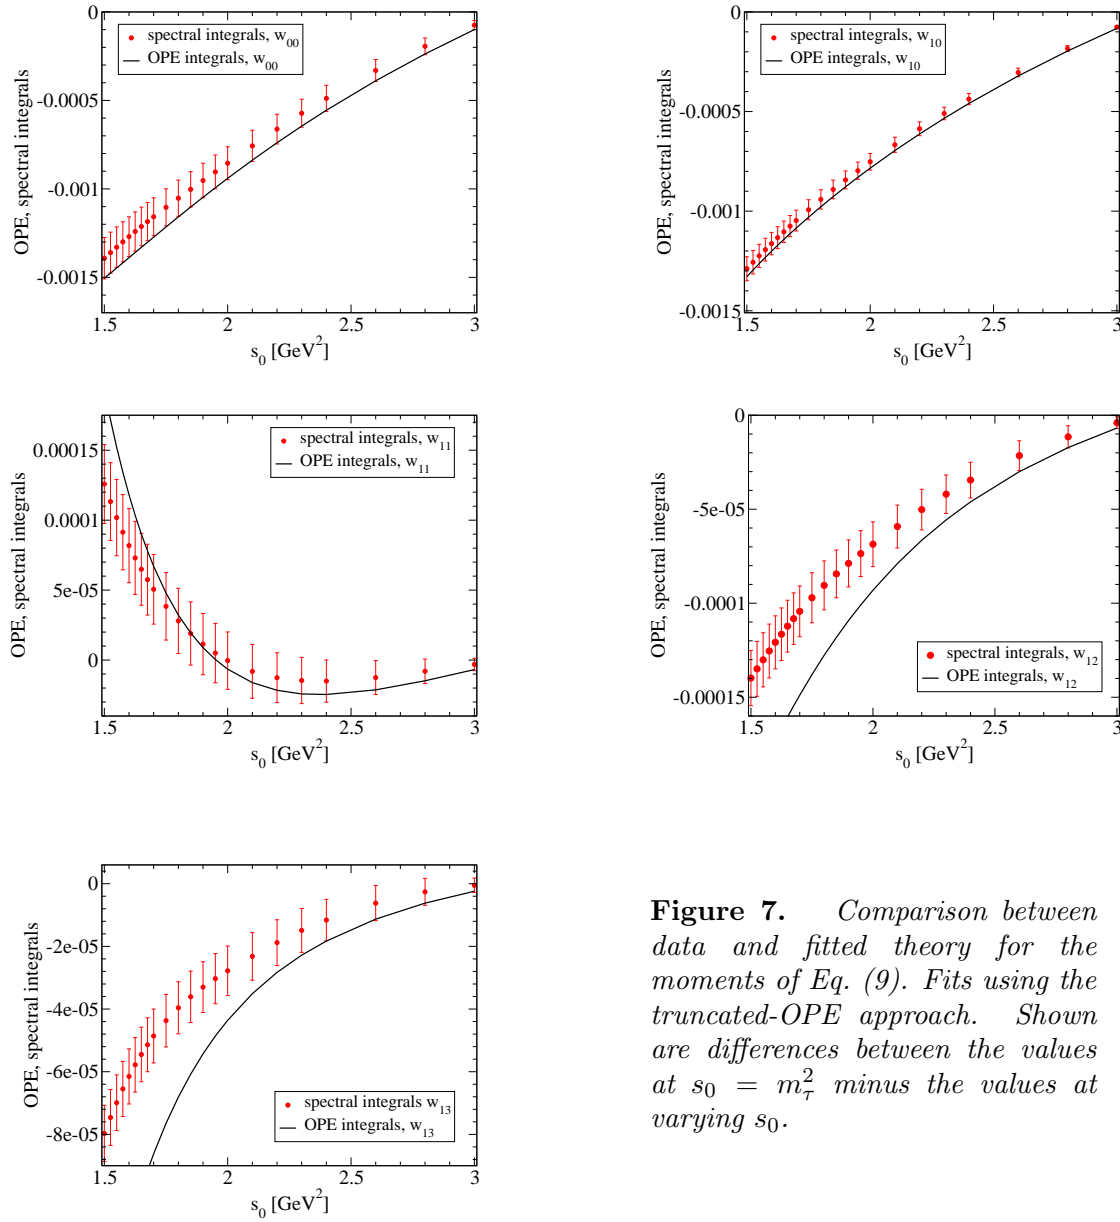 0
-0.0005
-0.001
-0.0015
OPE, spectral integrals
spectral integrals, w00
OPE integrals, w00
1.5 2 2.5 3
s0 [GeV2]
0
-0.0005
-0.001
-0.0015
OPE, spectral integrals
spectral integrals, w10
OPE integrals, w10
1.5 2 2.5 3
s0 [GeV2]
0.00015
0.0001
5e-05
0
OPE, spectral integrals
spectral integrals, w11
OPE integrals, w11
1.5 2 2.5 3
s0 [GeV2]
0
-5e-05
-0.0001
-0.00015
OPE, spectral integrals
spectral integrals, w12
OPE integrals, w12
1.5 2 2.5 3
s0 [GeV2]
0
-2e-05
-4e-05
-6e-05
-8e-05
OPE, spectral integrals
spectral integrals w13
OPE integrals, w13
1.5 2 2.5 3
s0 [GeV2]
Figure 7. Comparison between
data and fitted theory for the
moments of Eq. (9). Fits using the
truncated-OPE approach. Shown
are differences between the values
at s0 = mτ2 minus the values at
varying s0.